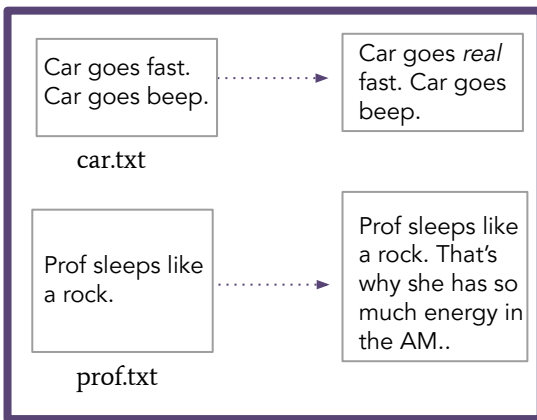 Car goes fast.
Car goes beep.
Car goes real
fast. Car goes
beep.
car.txt
Prof sleeps like
a rock.
Prof sleeps like
a rock. That's
why she has so
much energy in
the AM..
prof.txt